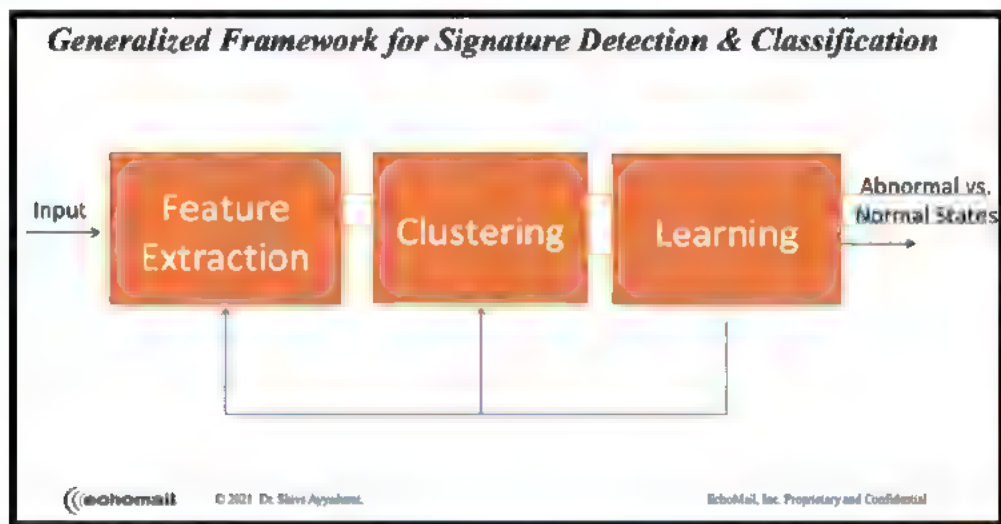 Generalized Framework for Signature Detection & Classification
Input
Feature
Extraction
Clustering
Learning
Abnormal vs.
Normal States
echomail
© 2021 Dr. Shiva Ayyadurai.
EchoMail, Inc. Proprietary and Confidential